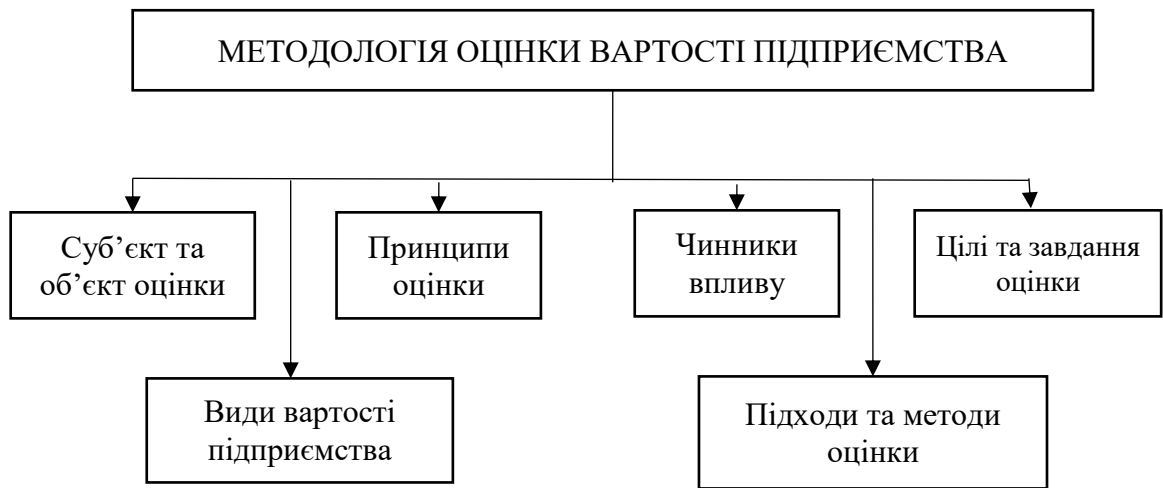 МЕТОДОЛОГІЯ ОЦІНКИ ВАРТОСТІ ПІДПРИЄМСТВА
Суб’єкт та
об’єкт оцінки
Принципи
оцінки
Чинники
впливу
Цілі та завдання
оцінки
Види вартості
підприємства
Підходи та методи
оцінки